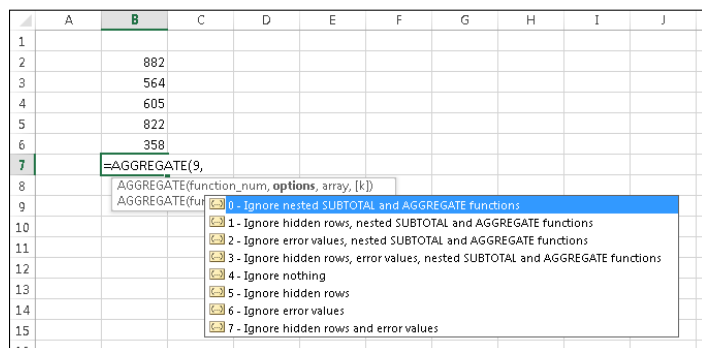 A B C D E F G H I J
1
2 882
3 564
4 605
5 822
6 358
7 =AGGREGATE(9,
8 AGGREGATE(function_num, options, array, [k])
9 AGGREGATE(fu
0 - Ignore nested SUBTOTAL and AGGREGATE functions
10 1 - Ignore hidden rows, nested SUBTOTAL and AGGREGATE functions
11 2 - Ignore error values, nested SUBTOTAL and AGGREGATE functions
12 3 - Ignore hidden rows, error values, nested SUBTOTAL and AGGREGATE functions
4 - Ignore nothing
13 5 - Ignore hidden rows
14 6 - Ignore error values
15 7 - Ignore hidden rows and error values